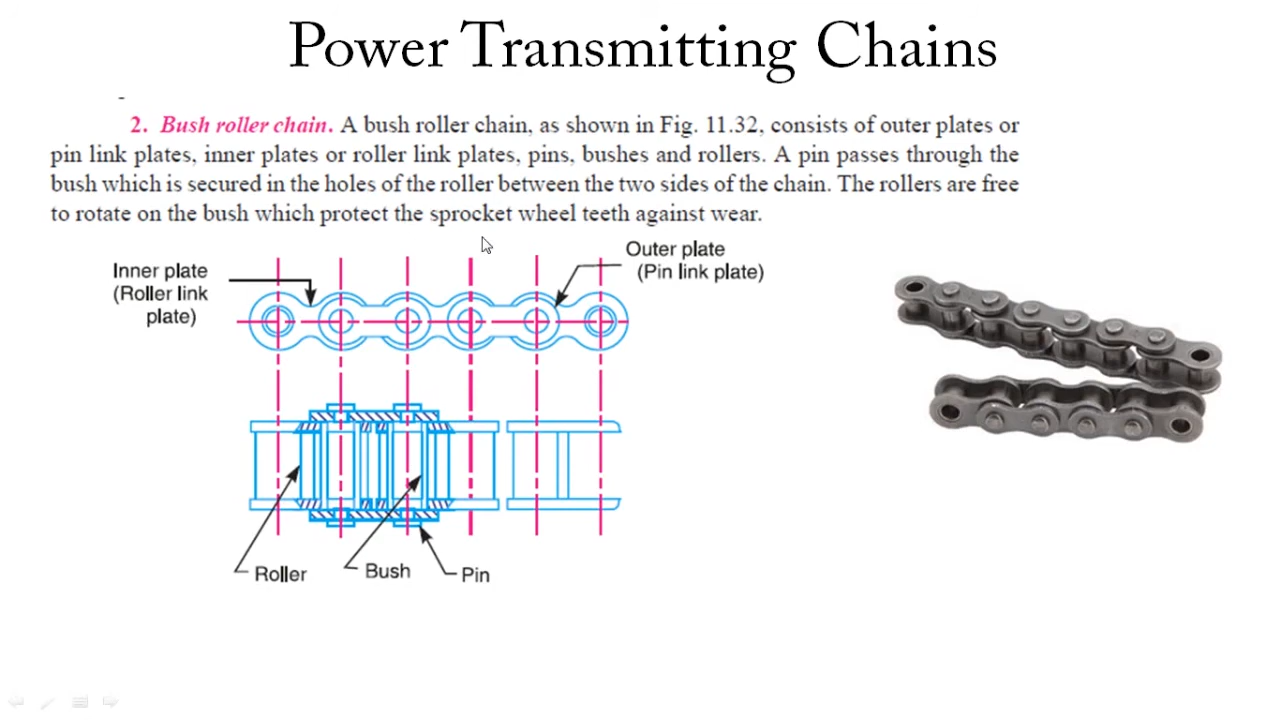 Power Transmitting Chains
2. Bush roller chain. A bush roller chain, as shown in Fig. 11.32, consists of outer plates or
pin link plates, inner plates or roller link plates, pins, bushes and rollers. A pin passes through the
bush which is secured in the holes of the roller between the two sides of the chain. The rollers are free
to rotate on the bush which protect the sprocket wheel teeth against wear.
Outer plate
(Pin link plate)
Inner plate
(Roller link
plate)
Roller
Bush
Pin